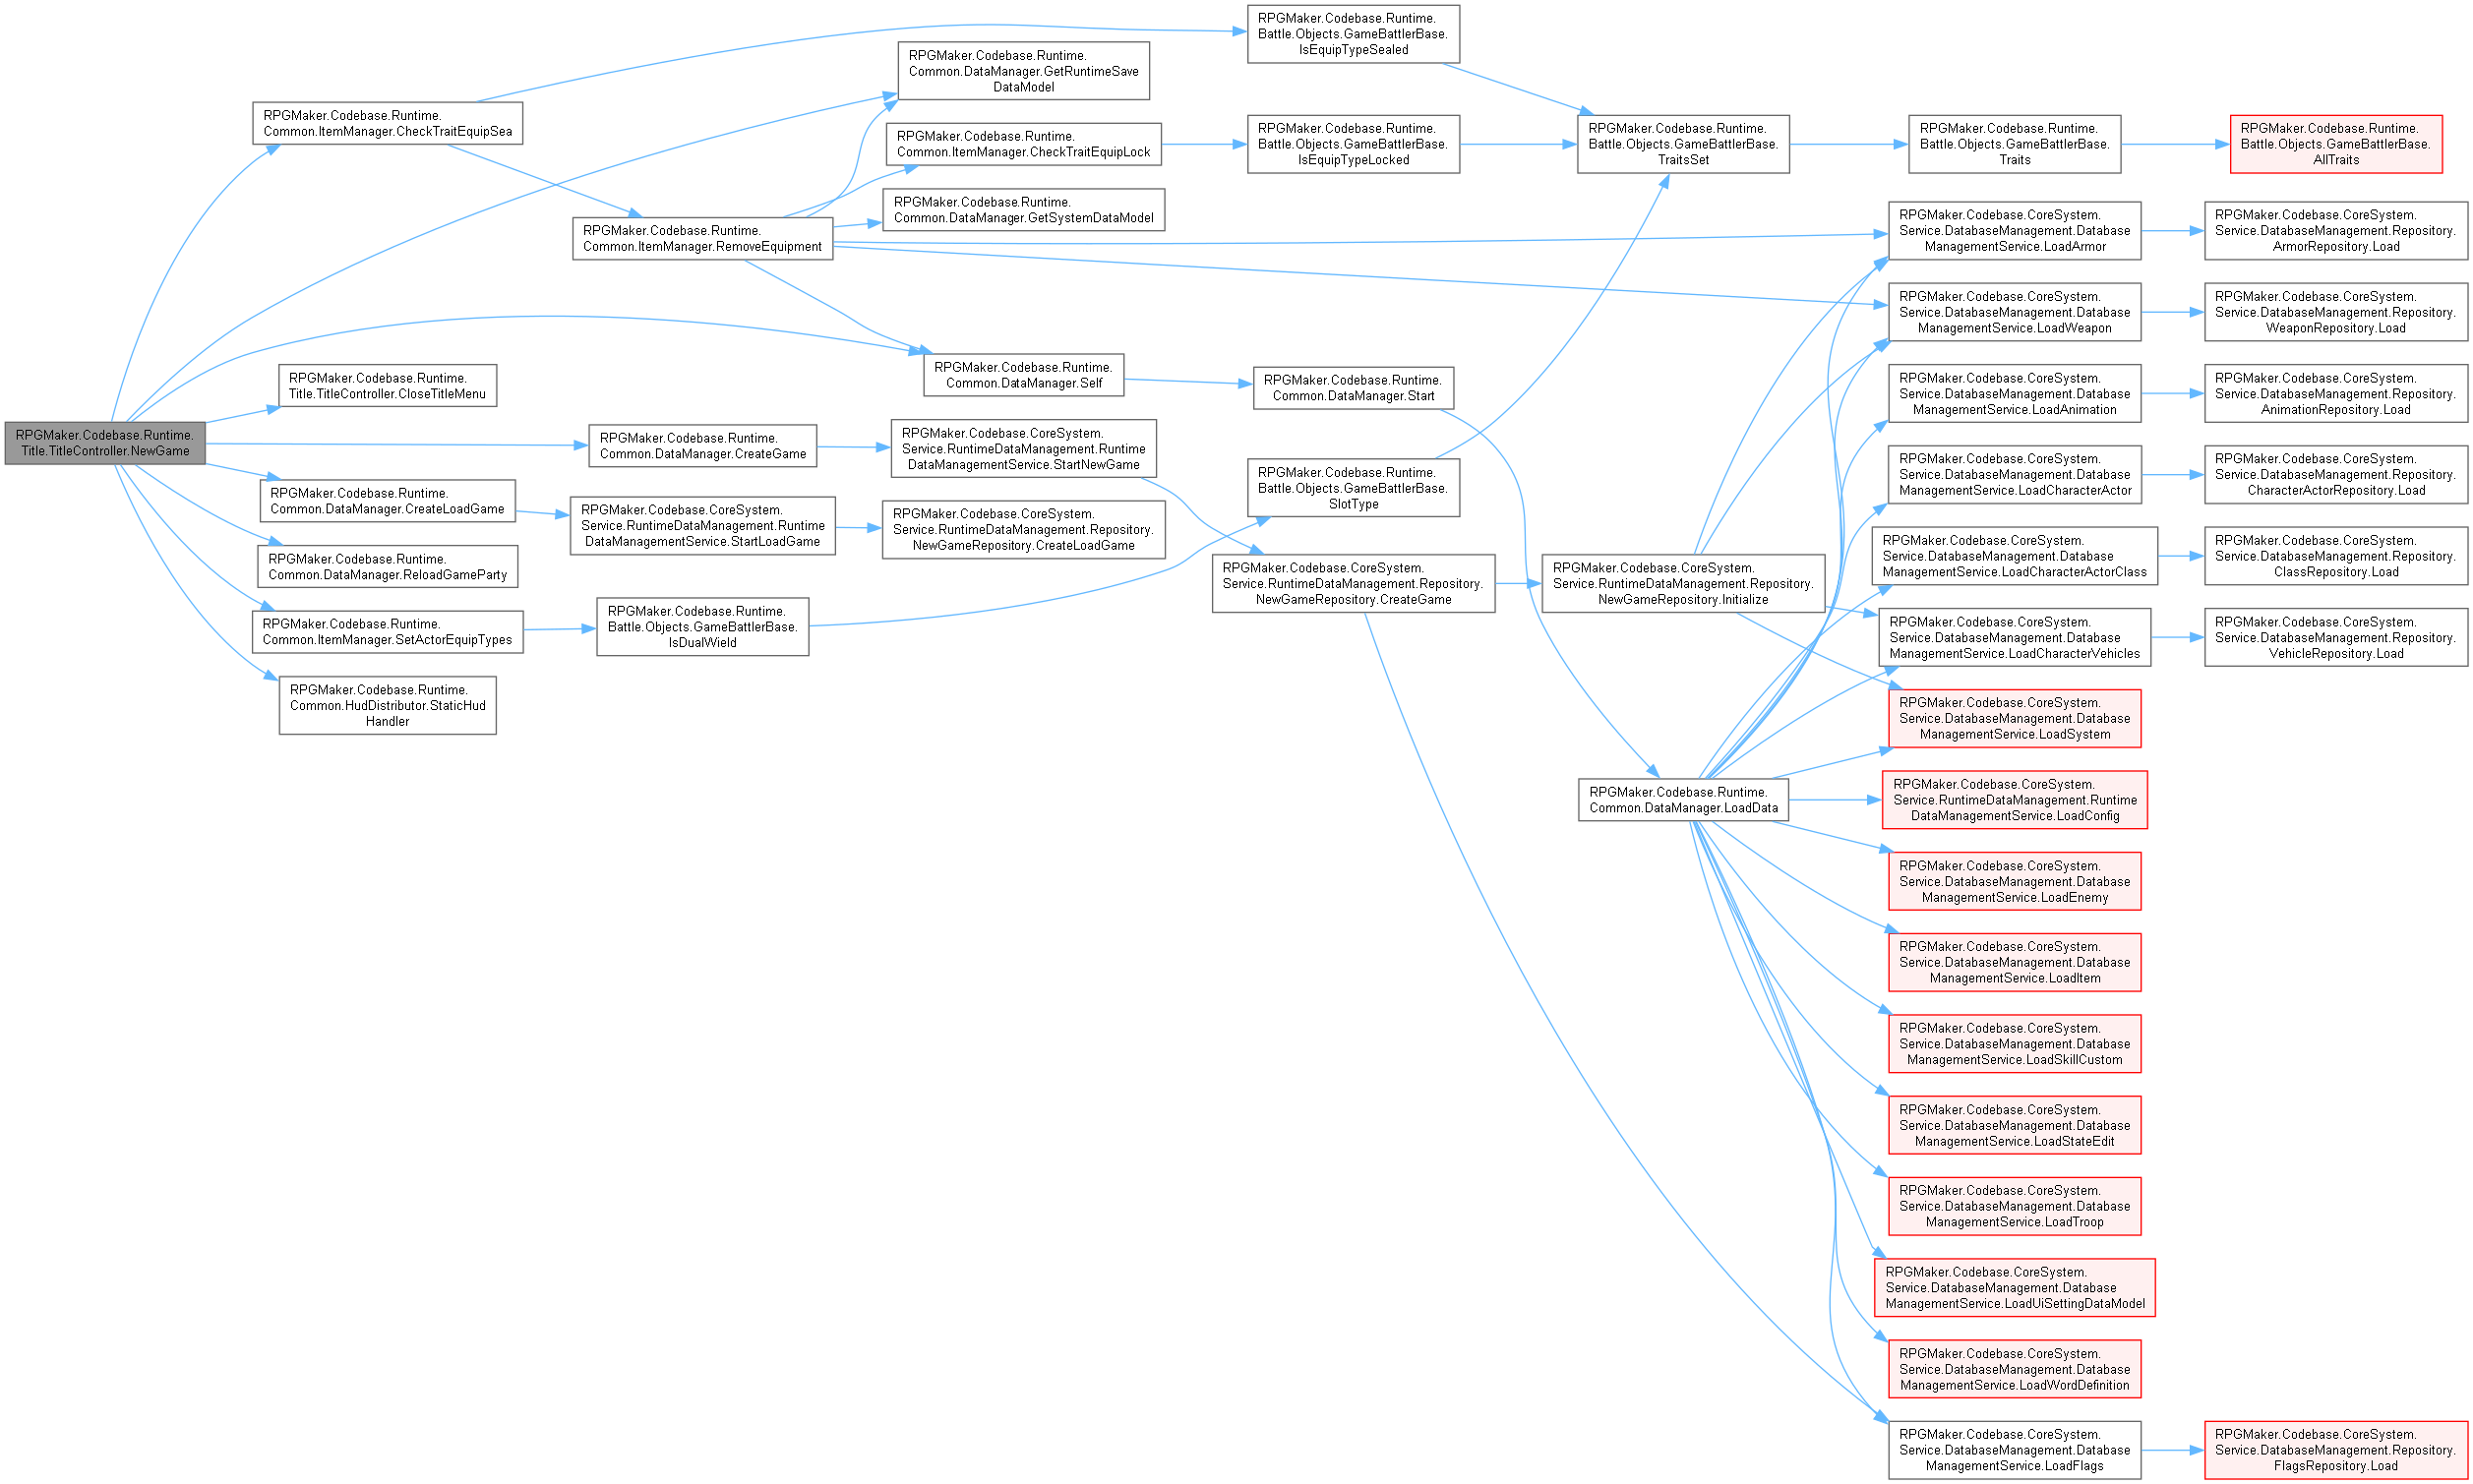 RPGMaker.Codebase.Runtime.
Title.TitleController.NewGame
RPGMaker.Codebase.Runtime.
Common.ItemManager.CheckTraitEquipSea
RPGMaker.Codebase.Runtime.
Title.TitleController.CloseTitleMenu
RPGMaker.Codebase.Runtime.
Common.DataManager.CreateLoadGame
RPGMaker.Codebase.Runtime.
Common.DataManager.ReloadGameParty
RPGMaker.Codebase.Runtime.
Common.ItemManager.SetActorEquipTypes
RPGMaker.Codebase.Runtime.
Common.HudDistributor.StaticHud
Handler
RPGMaker.Codebase.Runtime.
Common.ItemManager.RemoveEquipment
RPGMaker.Codebase.Runtime.
Common.DataManager.CreateGame
RPGMaker.Codebase.CoreSystem.
Service.RuntimeDataManagement.Runtime
DataManagementService.StartLoadGame
RPGMaker.Codebase.Runtime.
Battle.Objects.GameBattlerBase.
IsDualWield
RPGMaker.Codebase.Runtime.
Common.DataManager.GetRuntimeSave
DataModel
RPGMaker.Codebase.Runtime.
Common.ItemManager.CheckTraitEquipLock
RPGMaker.Codebase.Runtime.
Common.DataManager.GetSystemDataModel
RPGMaker.Codebase.Runtime.
Common.DataManager.Self
RPGMaker.Codebase.CoreSystem.
Service.RuntimeDataManagement.Runtime
DataManagementService.StartNewGame
RPGMaker.Codebase.CoreSystem.
Service.RuntimeDataManagement.Repository.
NewGameRepository.CreateLoadGame
RPGMaker.Codebase.Runtime.
Battle.Objects.GameBattlerBase.
IsEquipTypeSealed
RPGMaker.Codebase.Runtime.
Battle.Objects.GameBattlerBase.
IsEquipTypeLocked
RPGMaker.Codebase.Runtime.
Common.DataManager.Start
RPGMaker.Codebase.Runtime.
Battle.Objects.GameBattlerBase.
SlotType
RPGMaker.Codebase.CoreSystem.
Service.RuntimeDataManagement.Repository.
NewGameRepository.CreateGame
RPGMaker.Codebase.Runtime.
Battle.Objects.GameBattlerBase.
TraitsSet
RPGMaker.Codebase.CoreSystem.
Service.RuntimeDataManagement.Repository.
NewGameRepository.Initialize
RPGMaker.Codebase.Runtime.
Common.DataManager.LoadData
RPGMaker.Codebase.Runtime.
Battle.Objects.GameBattlerBase.
Traits
RPGMaker.Codebase.CoreSystem.
Service.DatabaseManagement.Database
ManagementService.LoadArmor
RPGMaker.Codebase.CoreSystem.
Service.DatabaseManagement.Database
ManagementService.LoadWeapon
RPGMaker.Codebase.CoreSystem.
Service.DatabaseManagement.Database
ManagementService.LoadAnimation
RPGMaker.Codebase.CoreSystem.
Service.DatabaseManagement.Database
ManagementService.LoadCharacterActor
RPGMaker.Codebase.CoreSystem.
Service.DatabaseManagement.Database
ManagementService.LoadCharacterActorClass
RPGMaker.Codebase.CoreSystem.
Service.DatabaseManagement.Database
ManagementService.LoadCharacterVehicles
RPGMaker.Codebase.CoreSystem.
Service.DatabaseManagement.Database
ManagementService.LoadSystem
RPGMaker.Codebase.CoreSystem.
Service.RuntimeDataManagement.Runtime
DataManagementService.LoadConfig
RPGMaker.Codebase.CoreSystem.
Service.DatabaseManagement.Database
ManagementService.LoadEnemy
RPGMaker.Codebase.CoreSystem.
Service.DatabaseManagement.Database
ManagementService.LoadItem
RPGMaker.Codebase.CoreSystem.
Service.DatabaseManagement.Database
ManagementService.LoadSkillCustom
RPGMaker.Codebase.CoreSystem.
Service.DatabaseManagement.Database
ManagementService.LoadStateEdit
RPGMaker.Codebase.CoreSystem.
Service.DatabaseManagement.Database
ManagementService.LoadTroop
RPGMaker.Codebase.CoreSystem.
Service.DatabaseManagement.Database
ManagementService.LoadUiSettingDataModel
RPGMaker.Codebase.CoreSystem.
Service.DatabaseManagement.Database
ManagementService.LoadWordDefinition
RPGMaker.Codebase.CoreSystem.
Service.DatabaseManagement.Database
ManagementService.LoadFlags
RPGMaker.Codebase.Runtime.
Battle.Objects.GameBattlerBase.
AllTraits
RPGMaker.Codebase.CoreSystem.
Service.DatabaseManagement.Repository.
ArmorRepository.Load
RPGMaker.Codebase.CoreSystem.
Service.DatabaseManagement.Repository.
WeaponRepository.Load
RPGMaker.Codebase.CoreSystem.
Service.DatabaseManagement.Repository.
AnimationRepository.Load
RPGMaker.Codebase.CoreSystem.
Service.DatabaseManagement.Repository.
CharacterActorRepository.Load
RPGMaker.Codebase.CoreSystem.
Service.DatabaseManagement.Repository.
ClassRepository.Load
RPGMaker.Codebase.CoreSystem.
Service.DatabaseManagement.Repository.
VehicleRepository.Load
RPGMaker.Codebase.CoreSystem.
Service.DatabaseManagement.Repository.
FlagsRepository.Load